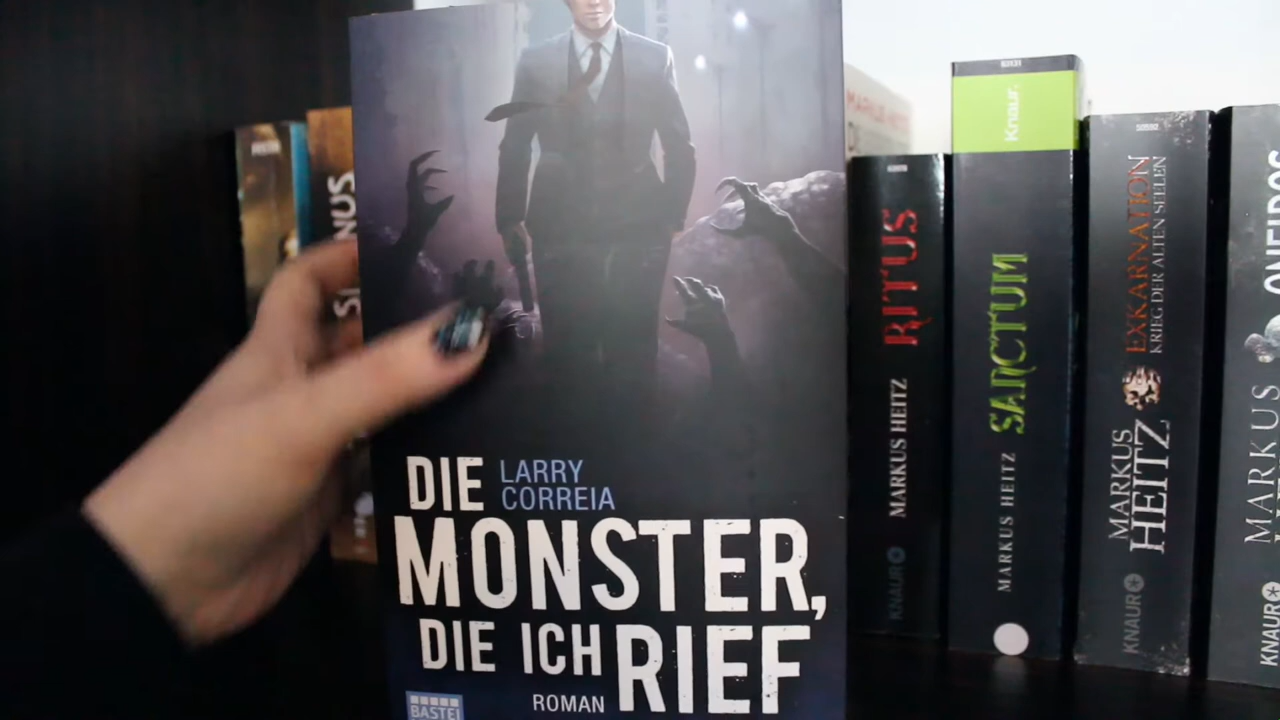 DIE LARRY
CORREIA
MONSTER,
DIE ICH RIEF
ROMAN
BASTEI
RITUS
MARKUS HEITZ
KNAUR
Knaur.
SANCTUM
MARKUS HEITZ
EXKARNATION
KRIEG DER ALTEN SEELEN
MARKUS
HEITZ
KNAUR
ONEIROS
MARKUS
KNAUR